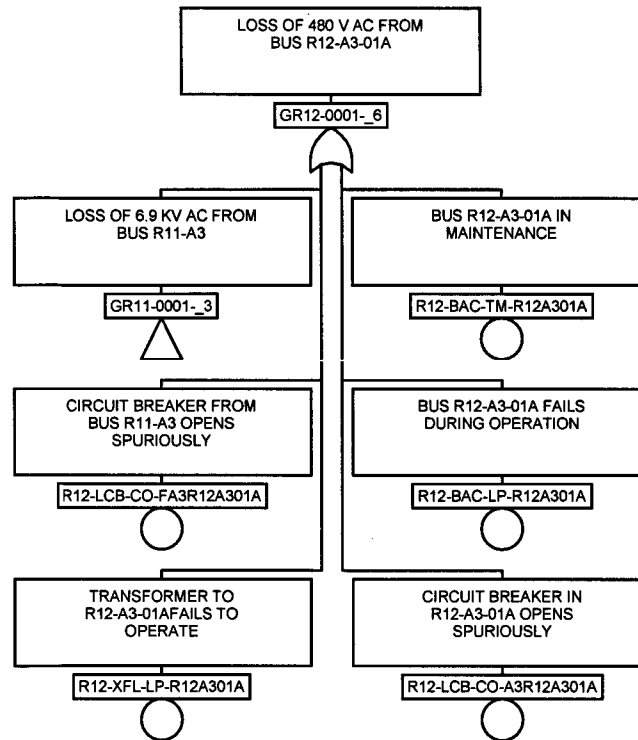 LOSS OF 480 V AC FROM
BUS R12-A3-01A
GR12-0001-_6
LOSS OF 6.9 KV AC FROM
BUS R11-A3
GR11-0001-_3
BUS R12-A3-01A IN
MAINTENANCE
R12-BAC-TM-R12A301A
CIRCUIT BREAKER FROM
BUS R11-A3 OPENS
SPURIOUSLY
R12-LCB-CO-FA3R12A301A
BUS R12-A3-01A FAILS
DURING OPERATION
R12-BAC-LP-R12A301A
TRANSFORMER TO
R12-A3-01AFAILS TO
OPERATE
R12-XFL-LP-R12A301A
CIRCUIT BREAKER IN
R12-A3-01A OPENS
SPURIOUSLY
R12-LCB-CO-A3R12A301A